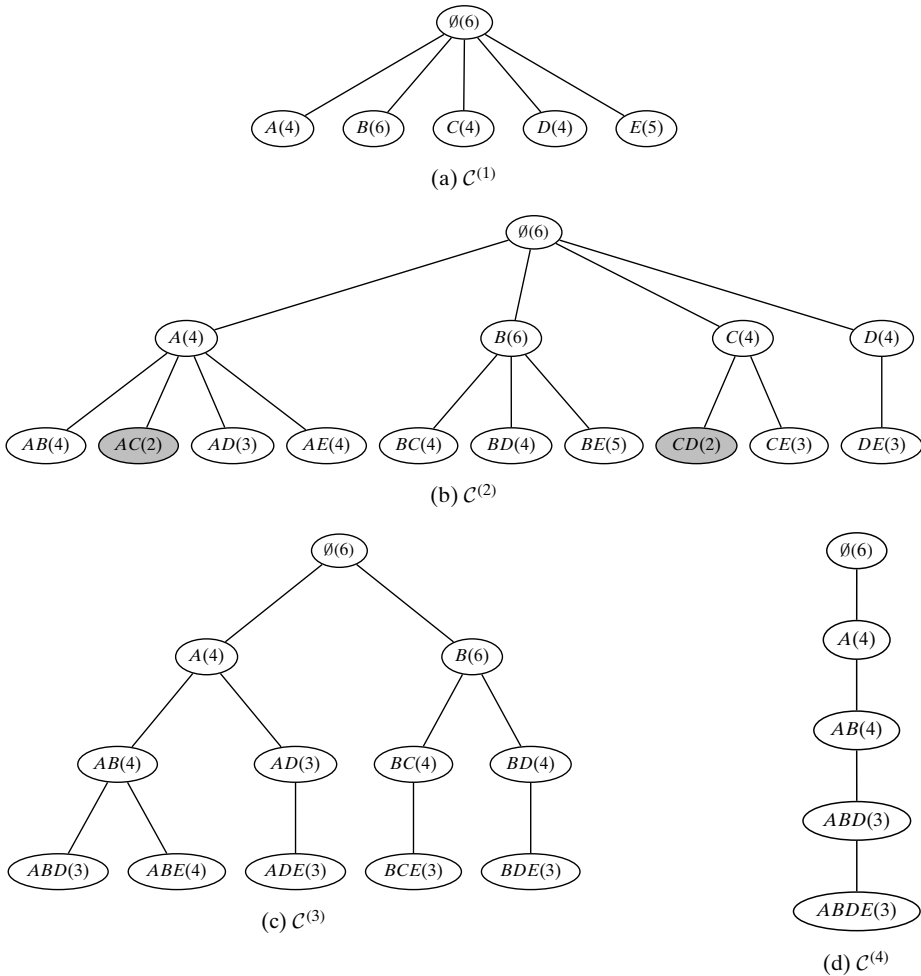 ∅(6)
A(4) B(6) C(4) D(4) E(5)
(a) 𝒞(1)
∅(6)
A(4) B(6) C(4) D(4)
AB(4) AC(2) AD(3) AE(4) BC(4) BD(4) BE(5) CD(2) CE(3) DE(3)
(b) 𝒞(2)
∅(6)
A(4) B(6)
AB(4) AD(3) BC(4) BD(4)
ABD(3) ABE(4) ADE(3) BCE(3) BDE(3)
(c) 𝒞(3)
∅(6)
A(4)
AB(4)
ABD(3)
ABDE(3)
(d) 𝒞(4)